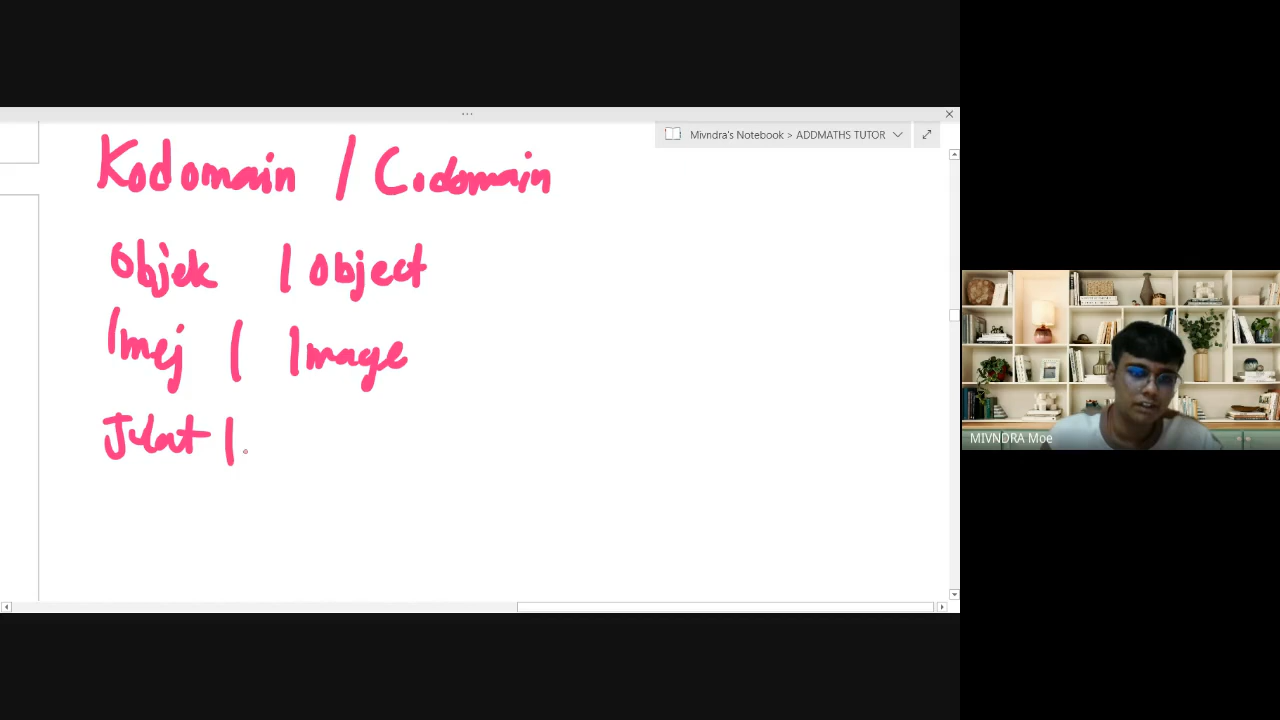 Mivndra's Notebook > ADDMATHS TUTOR
Kodomain / Codomain
Objek | Object
Imej | Image
Julat |
MIVNDRA Moe